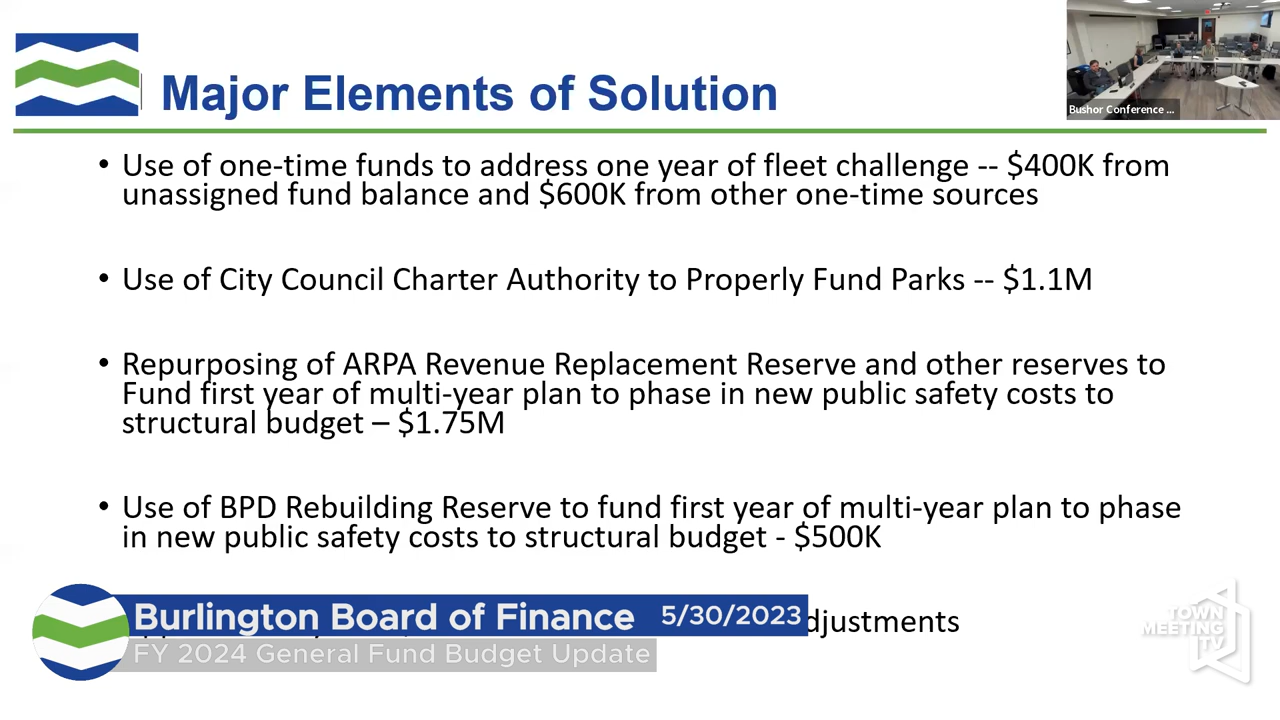 Major Elements of Solution
Bushor Conference ...
• Use of one-time funds to address one year of fleet challenge -- $400K from
unassigned fund balance and $600K from other one-time sources
• Use of City Council Charter Authority to Properly Fund Parks -- $1.1M
• Repurposing of ARPA Revenue Replacement Reserve and other reserves to
Fund first year of multi-year plan to phase in new public safety costs to
structural budget – $1.75M
• Use of BPD Rebuilding Reserve to fund first year of multi-year plan to phase
in new public safety costs to structural budget - $500K
Burlington Board of Finance 5/30/2023
FY 2024 General Fund Budget Update
TOWN
MEETING
TV